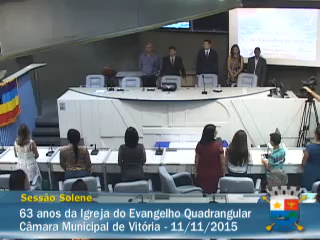 Sessão Solene
63 anos da Igreja do Evangelho Quadrangular
Câmara Municipal de Vitória - 11/11/2015